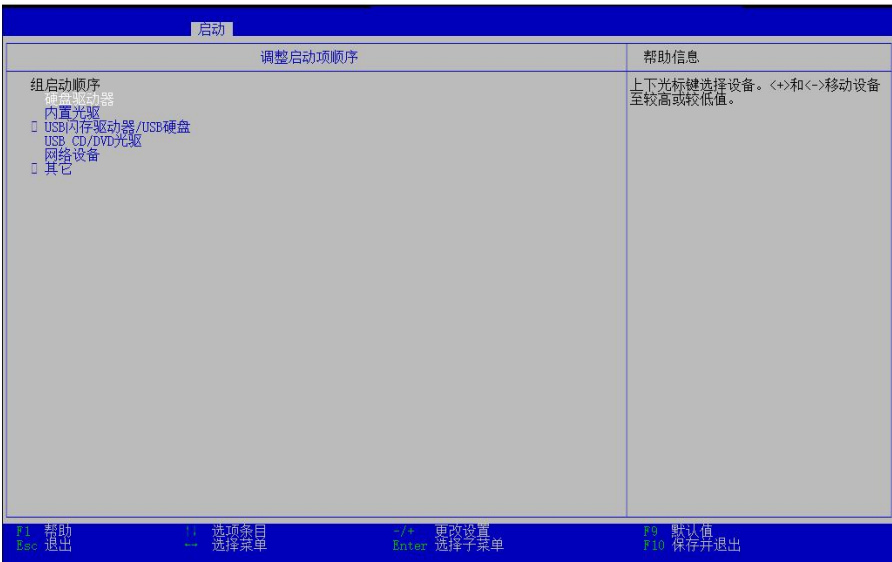 启动
调整启动项顺序
帮助信息
组启动顺序
硬盘驱动器
内置光驱
USB闪存驱动器/USB硬盘
USB CD/DVD光驱
网络设备
其它
上下光标键选择设备。<+>和<->移动设备
至较高或较低值。
F1 帮助 ↑↓ 选项条目 -/+ 更改设置 F9 默认值
Esc 退出 ←→ 选择菜单 Enter 选择子菜单 F10 保存并退出